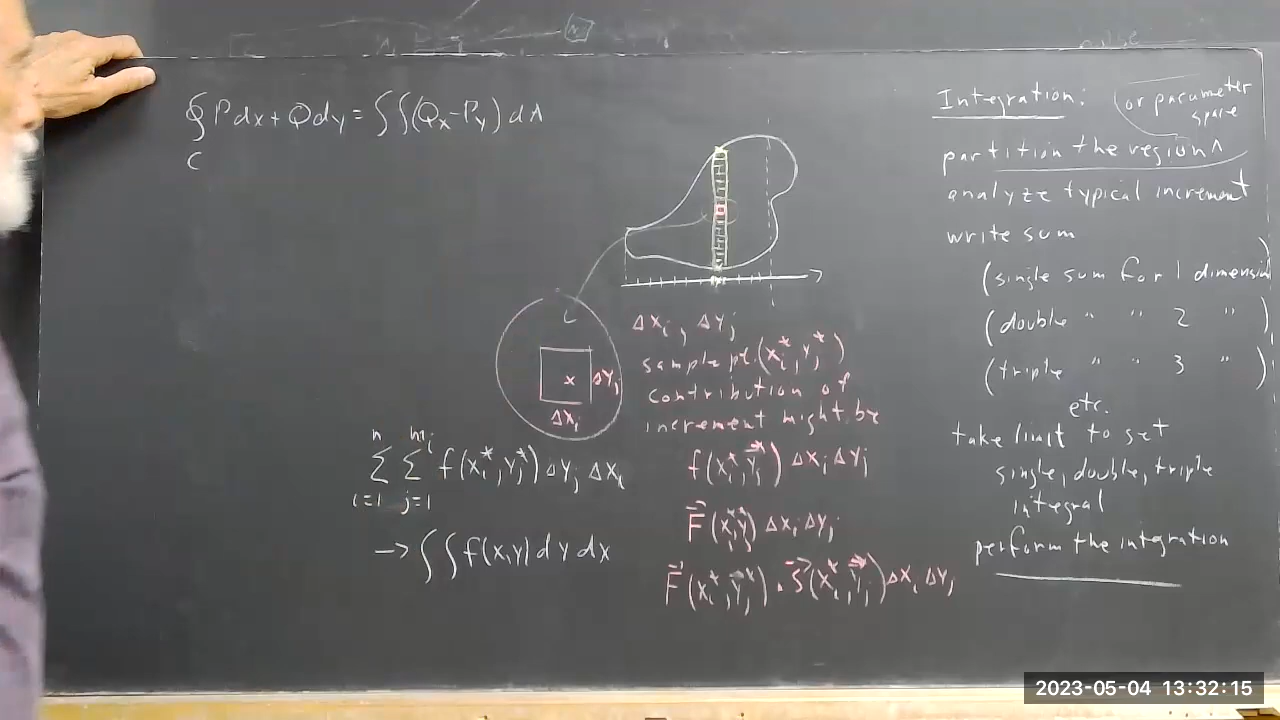 ∮ P dx + Q dy = ∫∫(Qx - Py) dA
C
Integration: (or parameter
space
partition the region ^
analyze typical increment
write sum
(single sum for 1 dimension)
(double " " 2 ")
(triple " " 3 ")
etc.
take limit to get
single, double, triple
integral
perform the integration
Δxi, Δyj
sample pt. (xi*, yj*)
contribution of
increment might be
f(xi*, yj*) Δxi Δyj
F⃗(xi*, yj*) Δxi Δyj
F⃗(xi*, yj*) · S⃗(xi*, yj*) Δxi Δyj
x Δyj
Δxi
n mi
Σ Σ f(xi*, yj*) Δyj Δxi
i=1 j=1
→ ∫∫ f(x,y) dy dx
2023-05-04 13:32:15